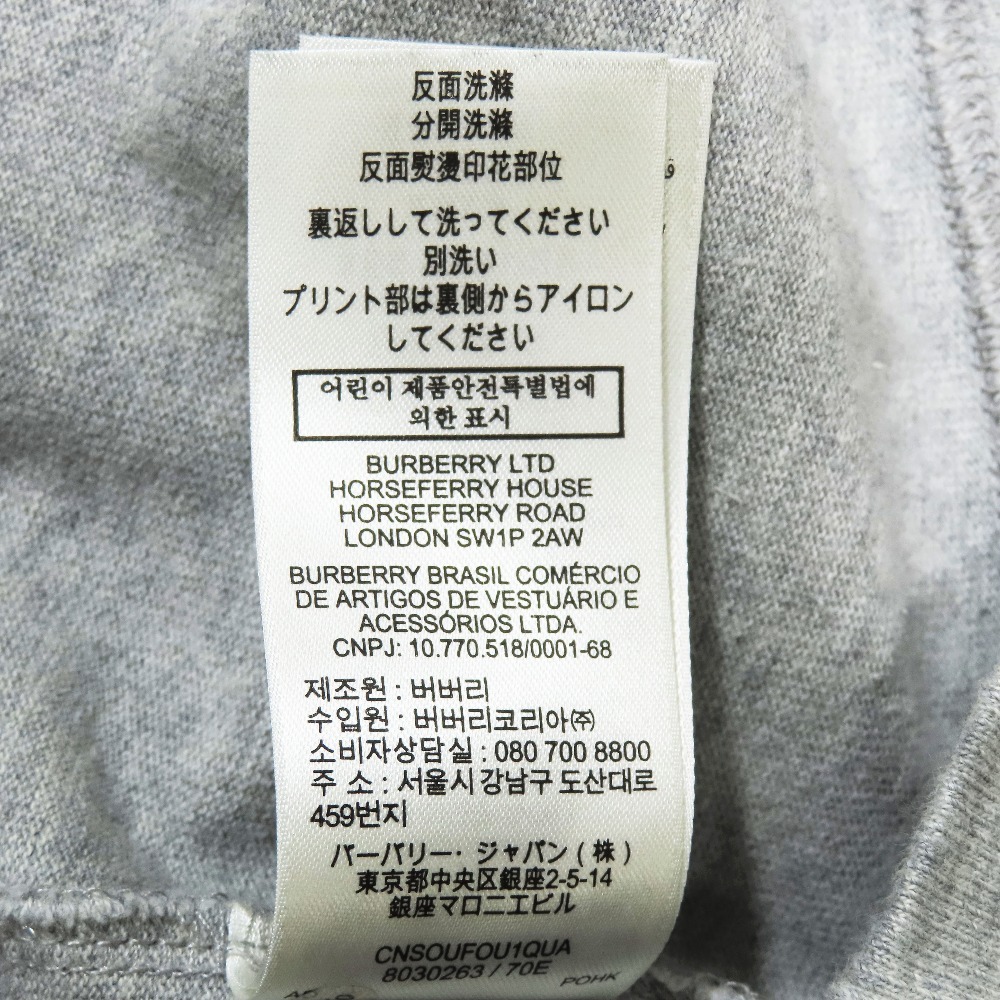 反面洗滌
分開洗滌
反面熨燙印花部位
裏返しして洗ってください
別洗い
プリント部は裏側からアイロン
してください
어린이 제품안전특별법에
의한 표시
BURBERRY LTD
HORSEFERRY HOUSE
HORSEFERRY ROAD
LONDON SW1P 2AW
BURBERRY BRASIL COMÉRCIO
DE ARTIGOS DE VESTUÁRIO E
ACESSÓRIOS LTDA.
CNPJ: 10.770.518/0001-68
제조원 : 버버리
수입원 : 버버리코리아㈜
소비자상담실 : 080 700 8800
주 소 : 서울시 강남구 도산대로
459번지
バーバリー・ジャパン ( 株 )
東京都中央区銀座2-5-14
銀座マロニエビル
CNSOUFOU1QUA
8030263 / 70E
POHK